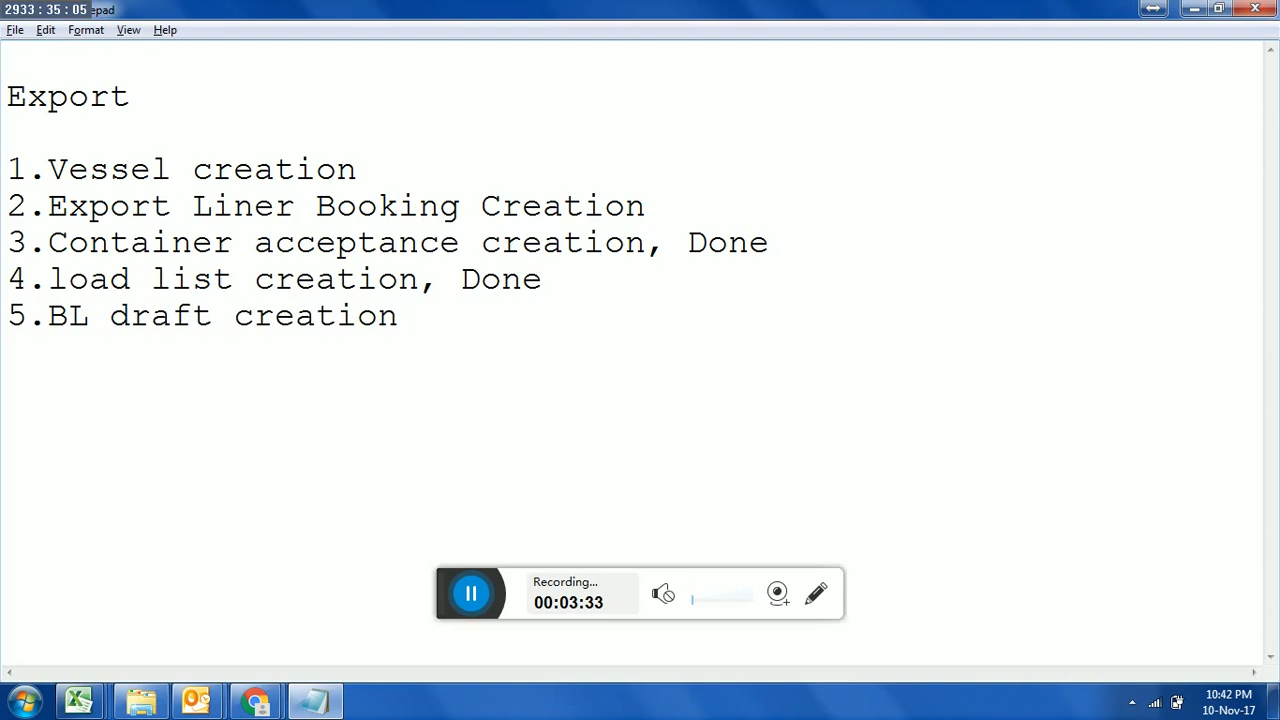 2933 : 35 : 05 epad
File Edit Format View Help
Export
1.Vessel creation
2.Export Liner Booking Creation
3.Container acceptance creation, Done
4.load list creation, Done
5.BL draft creation
Recording...
00:03:33
10:42 PM
10-Nov-17